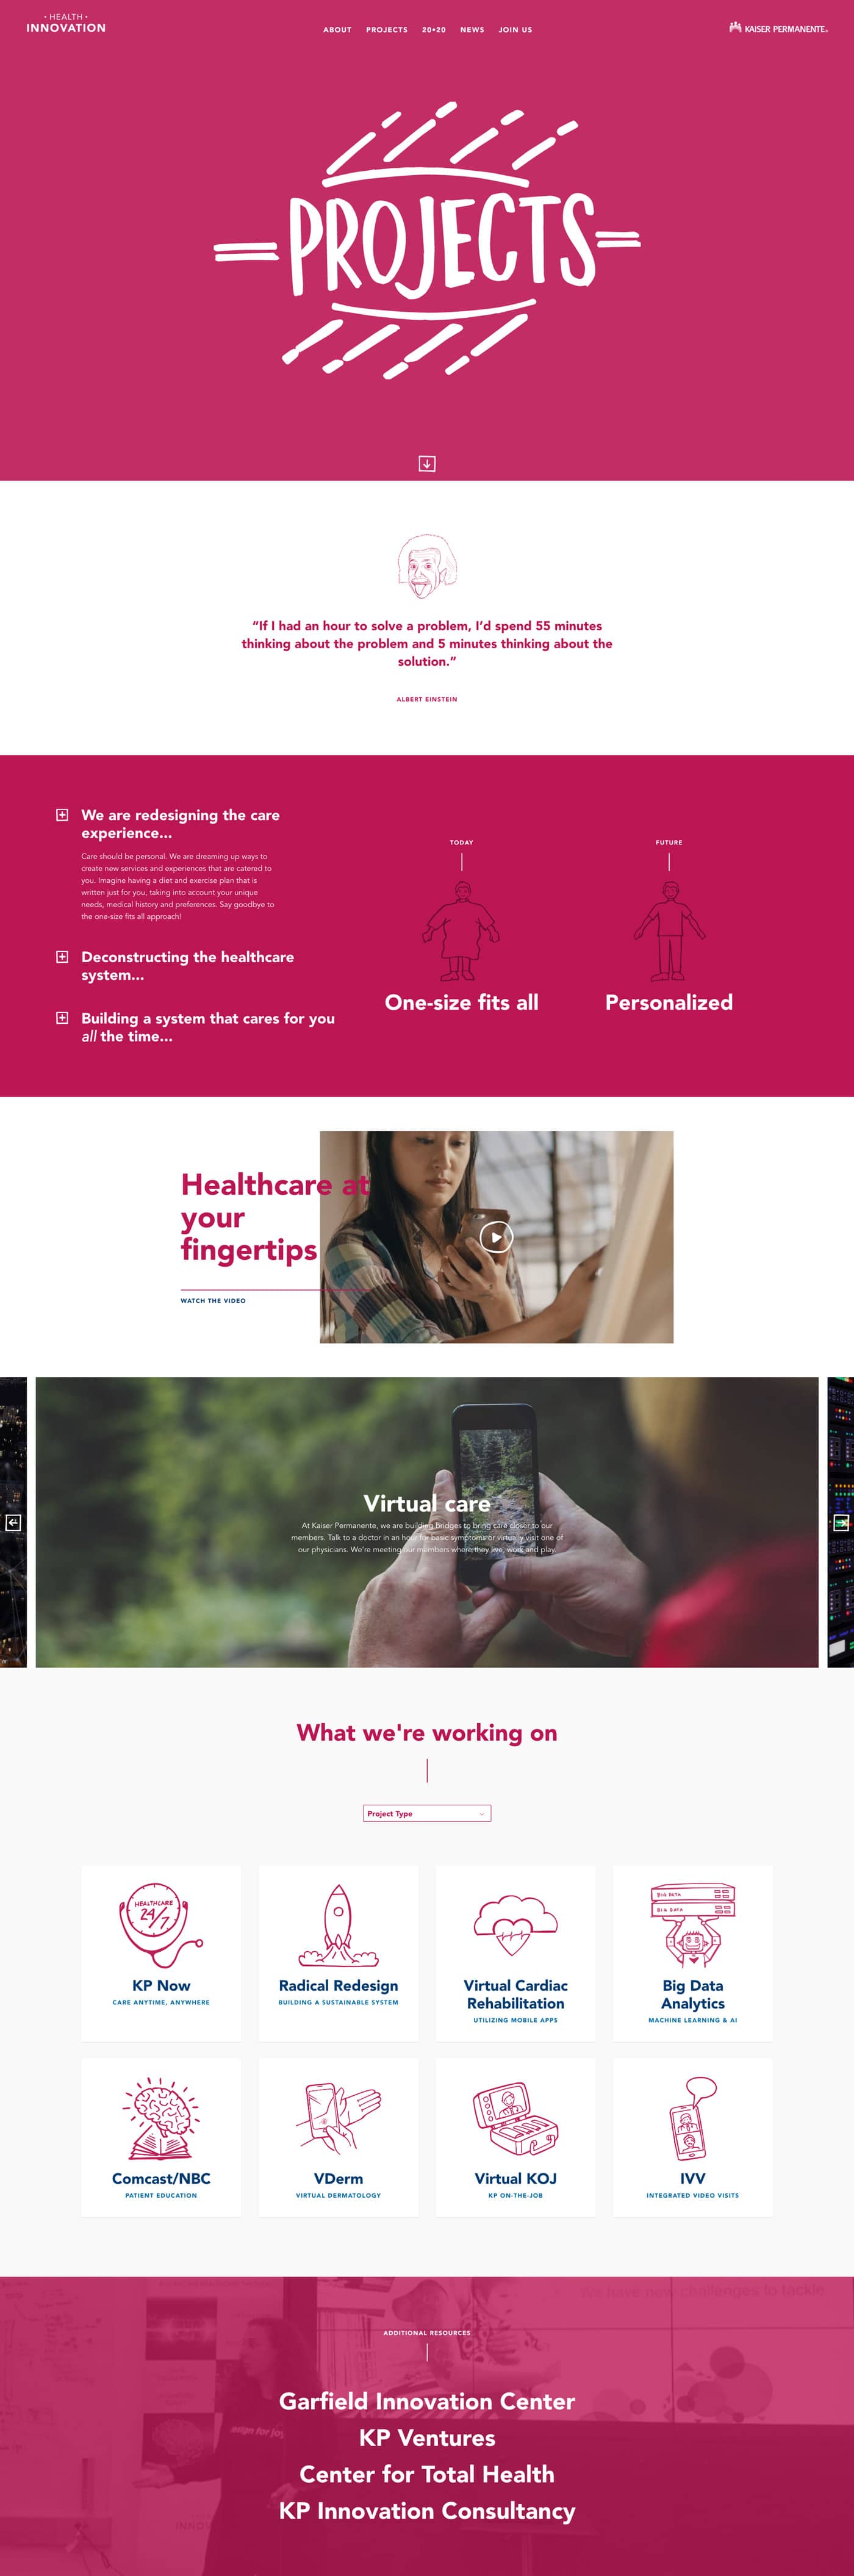 • HEALTH •
INNOVATION
ABOUT PROJECTS 20•20 NEWS JOIN US
KAISER PERMANENTE®
PROJECTS
“If I had an hour to solve a problem, I’d spend 55 minutes
thinking about the problem and 5 minutes thinking about the
solution.”
ALBERT EINSTEIN
We are redesigning the care
experience...
Care should be personal. We are dreaming up ways to
create new services and experiences that are catered to
you. Imagine having a diet and exercise plan that is
written just for you, taking into account your unique
needs, medical history and preferences. Say goodbye to
the one-size fits all approach!
Deconstructing the healthcare
system...
Building a system that cares for you
all the time...
TODAY
One-size fits all
FUTURE
Personalized
Healthcare at
your
fingertips
WATCH THE VIDEO
Virtual care
At Kaiser Permanente, we are building bridges to bring care closer to our
members. Talk to a doctor in an hour for basic symptoms or virtually visit one of
our physicians. We're meeting our members where they live, work and play.
What we're working on
Project Type
HEALTHCARE
24/7
KP Now
CARE ANYTIME, ANYWHERE
Radical Redesign
BUILDING A SUSTAINABLE SYSTEM
Virtual Cardiac
Rehabilitation
UTILIZING MOBILE APPS
BIG DATA
BIG DATA
Big Data
Analytics
MACHINE LEARNING & AI
Comcast/NBC
PATIENT EDUCATION
VDerm
VIRTUAL DERMATOLOGY
Virtual KOJ
KP ON-THE-JOB
IVV
INTEGRATED VIDEO VISITS
We have new challenges to tackle
ADDITIONAL RESOURCES
Garfield Innovation Center
KP Ventures
Center for Total Health
KP Innovation Consultancy